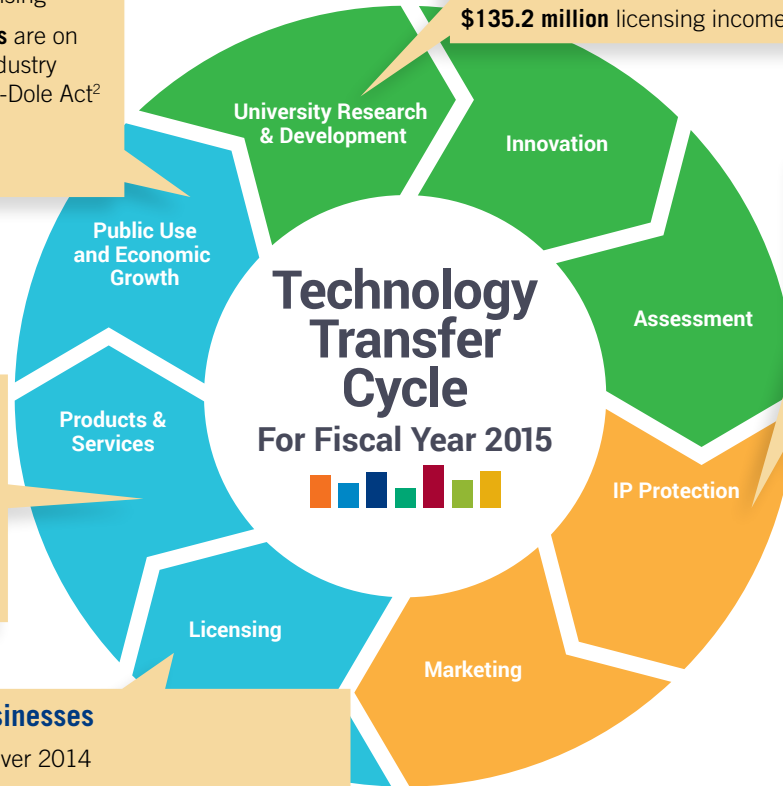 sing
s are on
dustry
-Dole Act²
$135.2 million licensing income
University Research
& Development
Innovation
Assessment
IP Protection
Marketing
Licensing
Products &
Services
Public Use
and Economic
Growth
Technology
Transfer
Cycle
For Fiscal Year 2015
sinesses
ver 2014